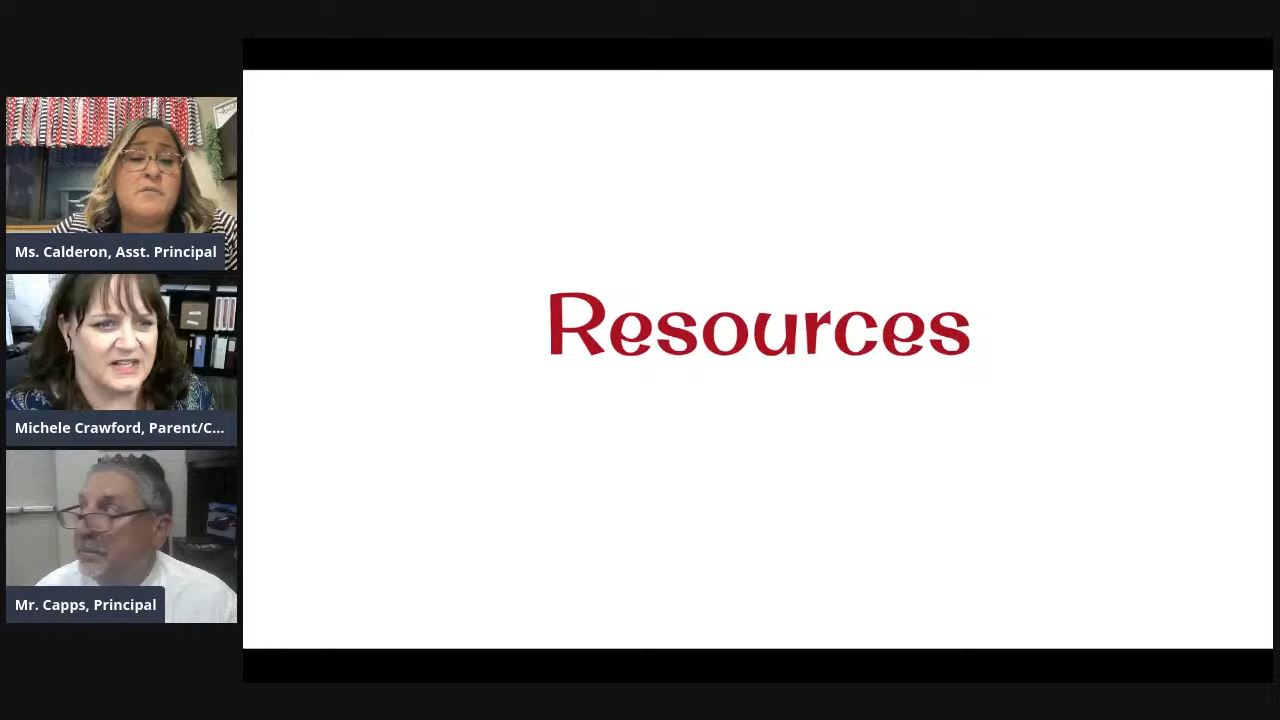 Ms. Calderon, Asst. Principal
Michele Crawford, Parent/C...
Mr. Capps, Principal
Resources